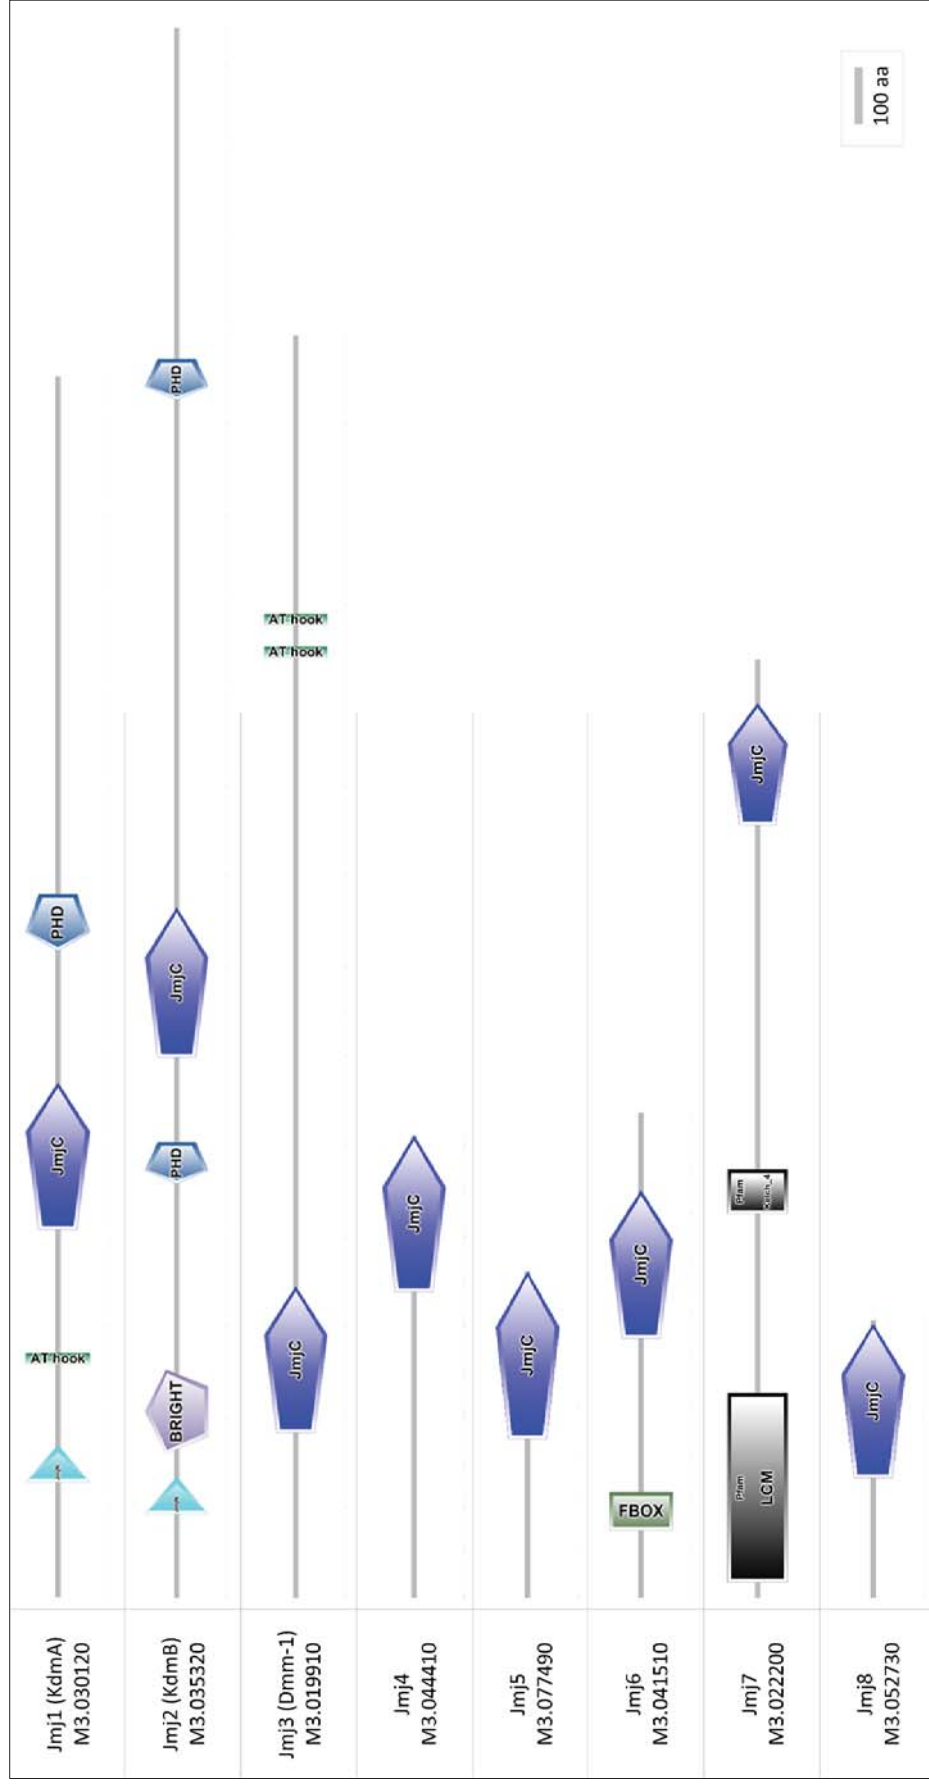 Jmj1 (KdmA)
M3.030120
AT hook
JmjC
PHD
Jmj2 (KdmB)
M3.035320
BRIGHT
PHD
JmjC
PHD
Jmj3 (Dmm-1)
M3.019910
JmjC
AT hook
AT hook
Jmj4
M3.044410
JmjC
Jmj5
M3.077490
JmjC
Jmj6
M3.041510
FBOX
JmjC
Jmj7
M3.022200
Pfam
LCM
Pfam
Kelch_4
JmjC
Jmj8
M3.052730
JmjC
100 aa